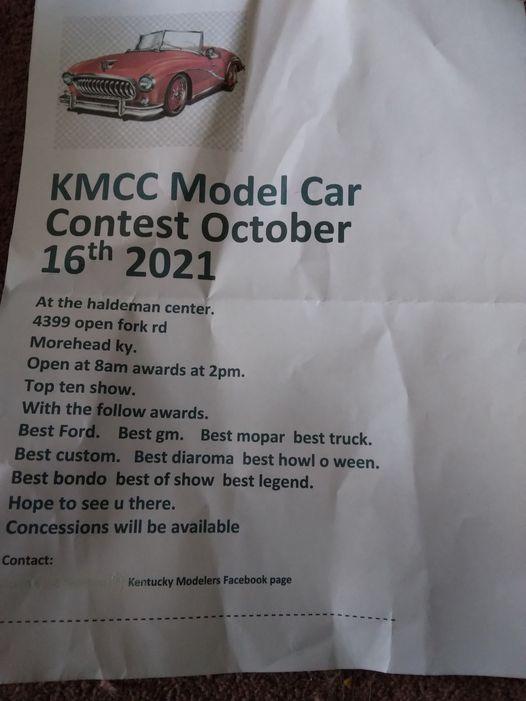 KMCC Model Car
Contest October
16th 2021
At the haldeman center.
4399 open fork rd
Morehead ky.
Open at 8am awards at 2pm.
Top ten show.
With the follow awards.
Best Ford. Best gm. Best mopar best truck.
Best custom. Best diaroma best howl o ween.
Best bondo best of show best legend.
Hope to see u there.
Concessions will be available
Contact:
Kentucky Modelers Facebook page